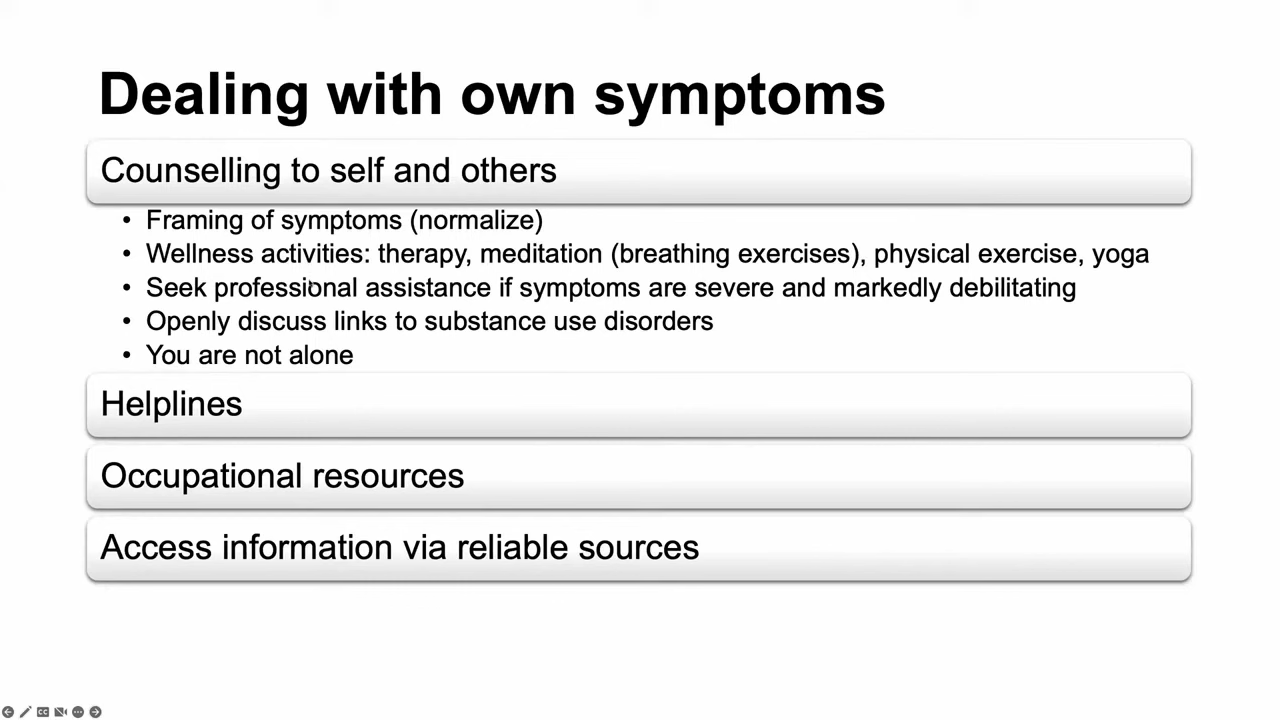 Dealing with own symptoms
Counselling to self and others
• Framing of symptoms (normalize)
• Wellness activities: therapy, meditation (breathing exercises), physical exercise, yoga
• Seek professional assistance if symptoms are severe and markedly debilitating
• Openly discuss links to substance use disorders
• You are not alone
Helplines
Occupational resources
Access information via reliable sources
CC